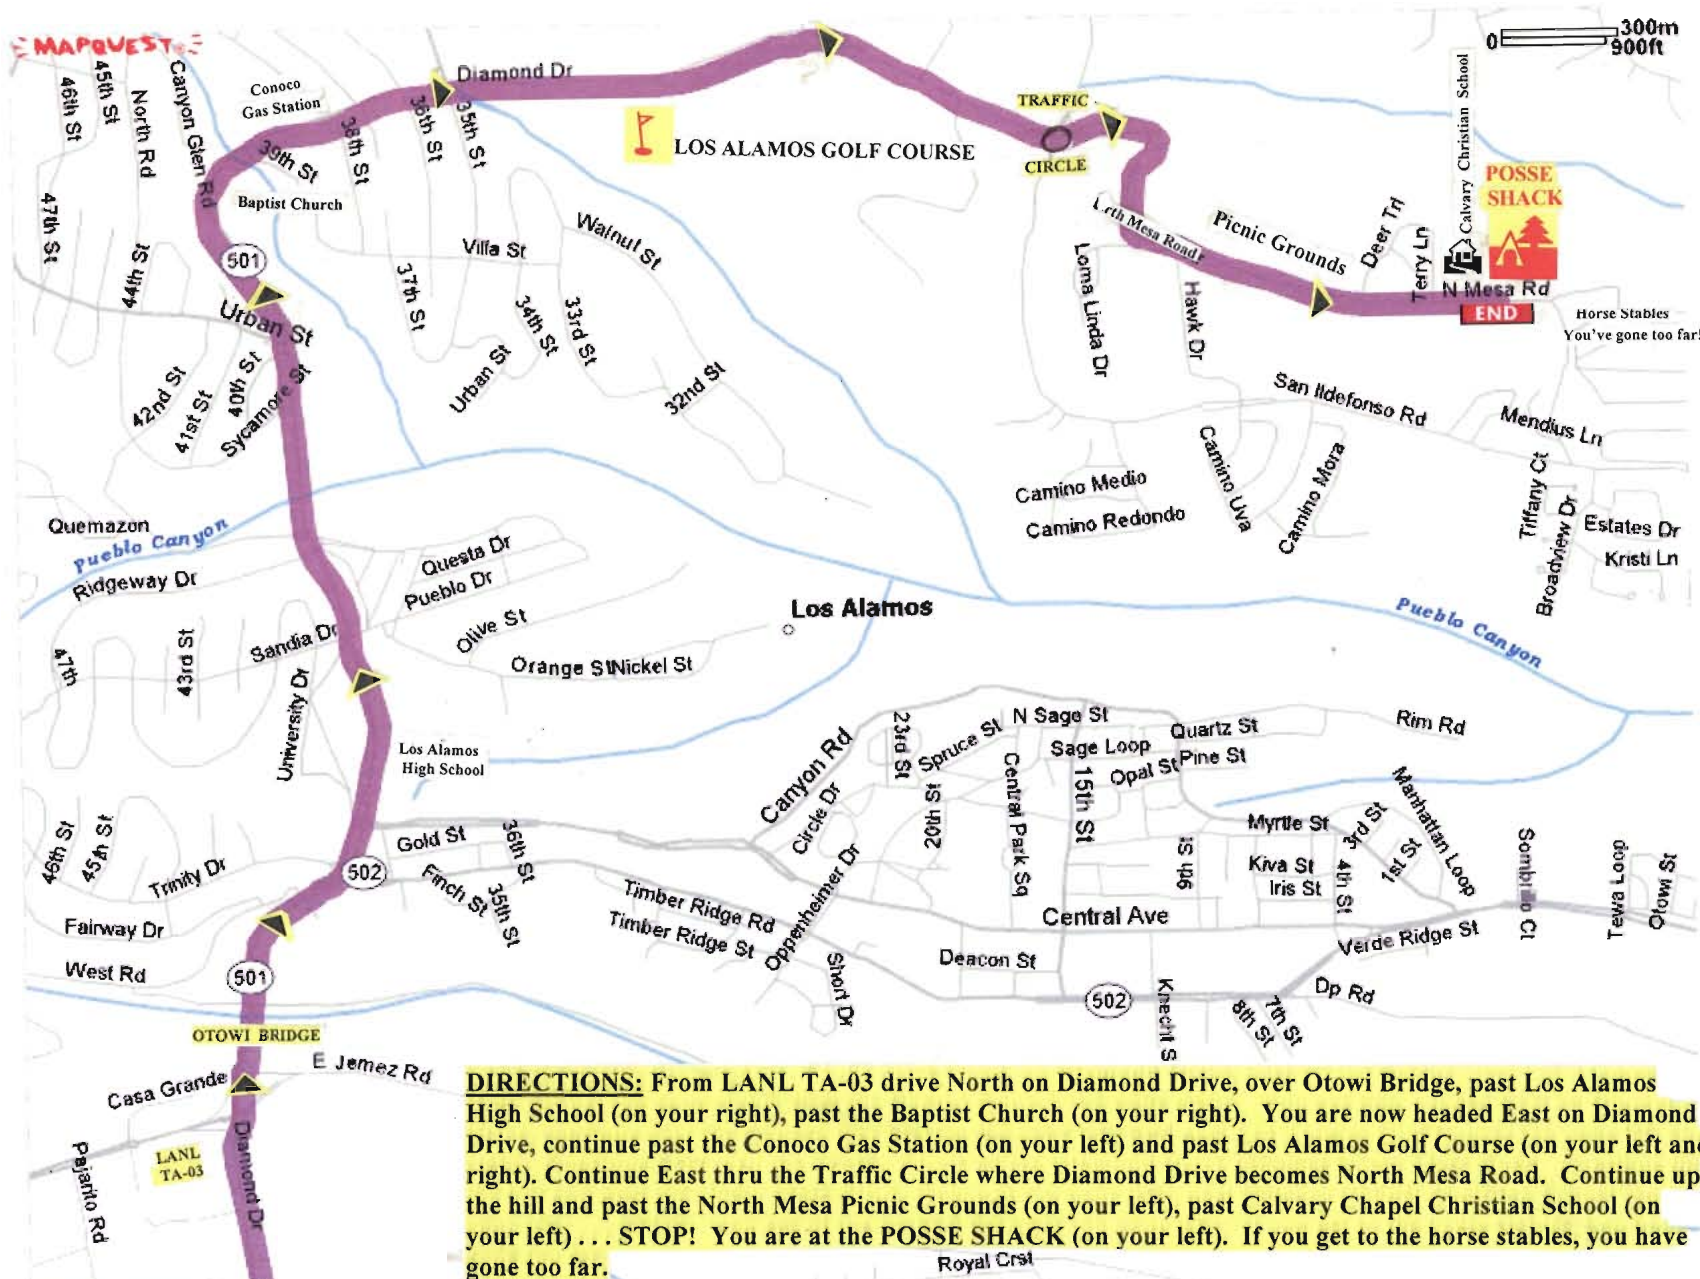 MAPQUEST
0 300m
900ft
46th St
45th St
North Rd
Canyon Glen Rd
Conoco
Gas Station
Diamond Dr
36th St
35th St
38th St
39th St
Baptist Church
47th St
44th St
501
Urban St
Villa St
Walnut St
37th St
34th St
33rd St
Urban St
32nd St
42nd St
41st St
40th St
Sycamore St
LOS ALAMOS GOLF COURSE
TRAFFIC
CIRCLE
Calvary Christian School
POSSE
SHACK
Mesa Road
Picnic Grounds
Deer Trl
Terry Ln
N Mesa Rd
END
Horse Stables
You've gone too far!
Loma Linda Dr
Hawk Dr
San Ildefonso Rd
Mendius Ln
Camino Medio
Camino Redondo
Camino Uva
Camino Mora
Tiffany Ct
Broadview Dr
Estates Dr
Kristi Ln
Quemazon
Pueblo Canyon
Ridgeway Dr
Questa Dr
Pueblo Dr
Olive St
Sandia Dr
43rd St
47th
Orange St
Nickel St
Los Alamos
Pueblo Canyon
University Dr
Los Alamos
High School
Canyon Rd
Circle Dr
23rd St
Spruce St
N Sage St
Sage Loop
Quartz St
Opal St
Pine St
Rim Rd
20th St
Central Park Sq
15th St
9th St
Myrtle St
3rd St
Manhattan Loop
Kiva St
Iris St
4th St
1st St
Sombrillo Ct
Tewa Loop
Otowi St
46th St
45th St
Trinity Dr
502
Gold St
36th St
Finch St
35th St
Timber Ridge Rd
Timber Ridge St
Oppenheimer Dr
Central Ave
Verde Ridge St
Fairway Dr
West Rd
501
Short Dr
Deacon St
502
Knecht S
8th St
7th St
Dp Rd
OTOWI BRIDGE
Casa Grande
E Jemez Rd
LANL
TA-03
Pajarito Rd
Diamond Dr
DIRECTIONS: From LANL TA-03 drive North on Diamond Drive, over Otowi Bridge, past Los Alamos
High School (on your right), past the Baptist Church (on your right). You are now headed East on Diamond
Drive, continue past the Conoco Gas Station (on your left) and past Los Alamos Golf Course (on your left and
right). Continue East thru the Traffic Circle where Diamond Drive becomes North Mesa Road. Continue up
the hill and past the North Mesa Picnic Grounds (on your left), past Calvary Chapel Christian School (on
your left) . . . STOP! You are at the POSSE SHACK (on your left). If you get to the horse stables, you have
gone too far.
Royal Crst